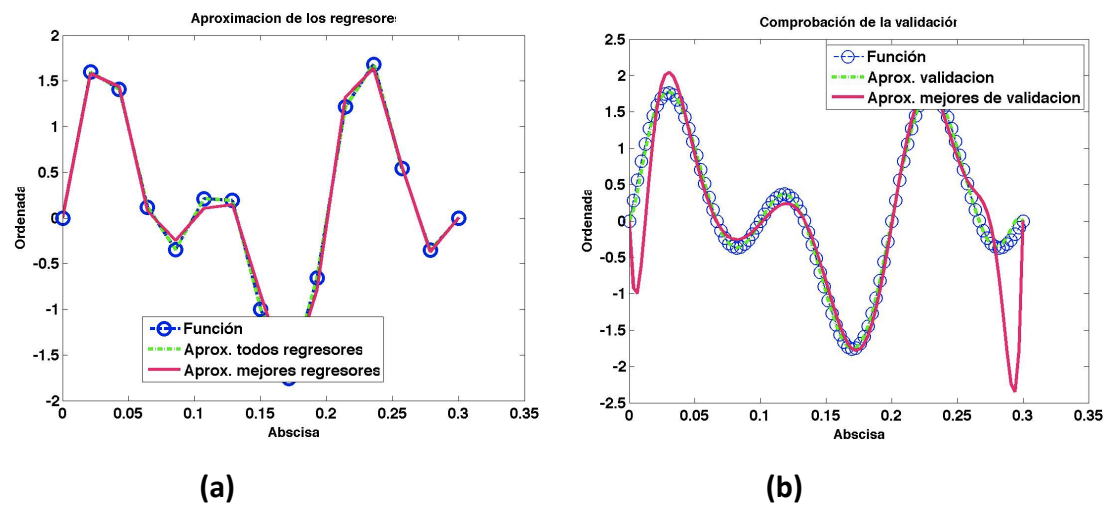 Aproximacion de los regresores
2
1.5
1
0.5
0
-0.5
-1
-1.5
-2
Ordenada
0
0.05
0.1
0.15
0.2
0.25
0.3
0.35
Abscisa
Función
Aprox. todos regresores
Aprox. mejores regresores
(a)
Comprobación de la validación
2.5
2
1.5
1
0.5
0
-0.5
-1
-1.5
-2
-2.5
Ordenada
0
0.05
0.1
0.15
0.2
0.25
0.3
0.35
Abscisa
Función
Aprox. validacion
Aprox. mejores de validacion
(b)